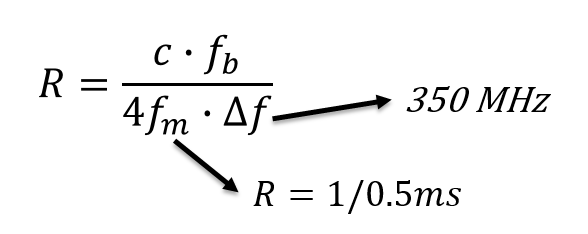 R = c · f_b / 4f_m · Δf
350 MHz
R = 1/0.5ms